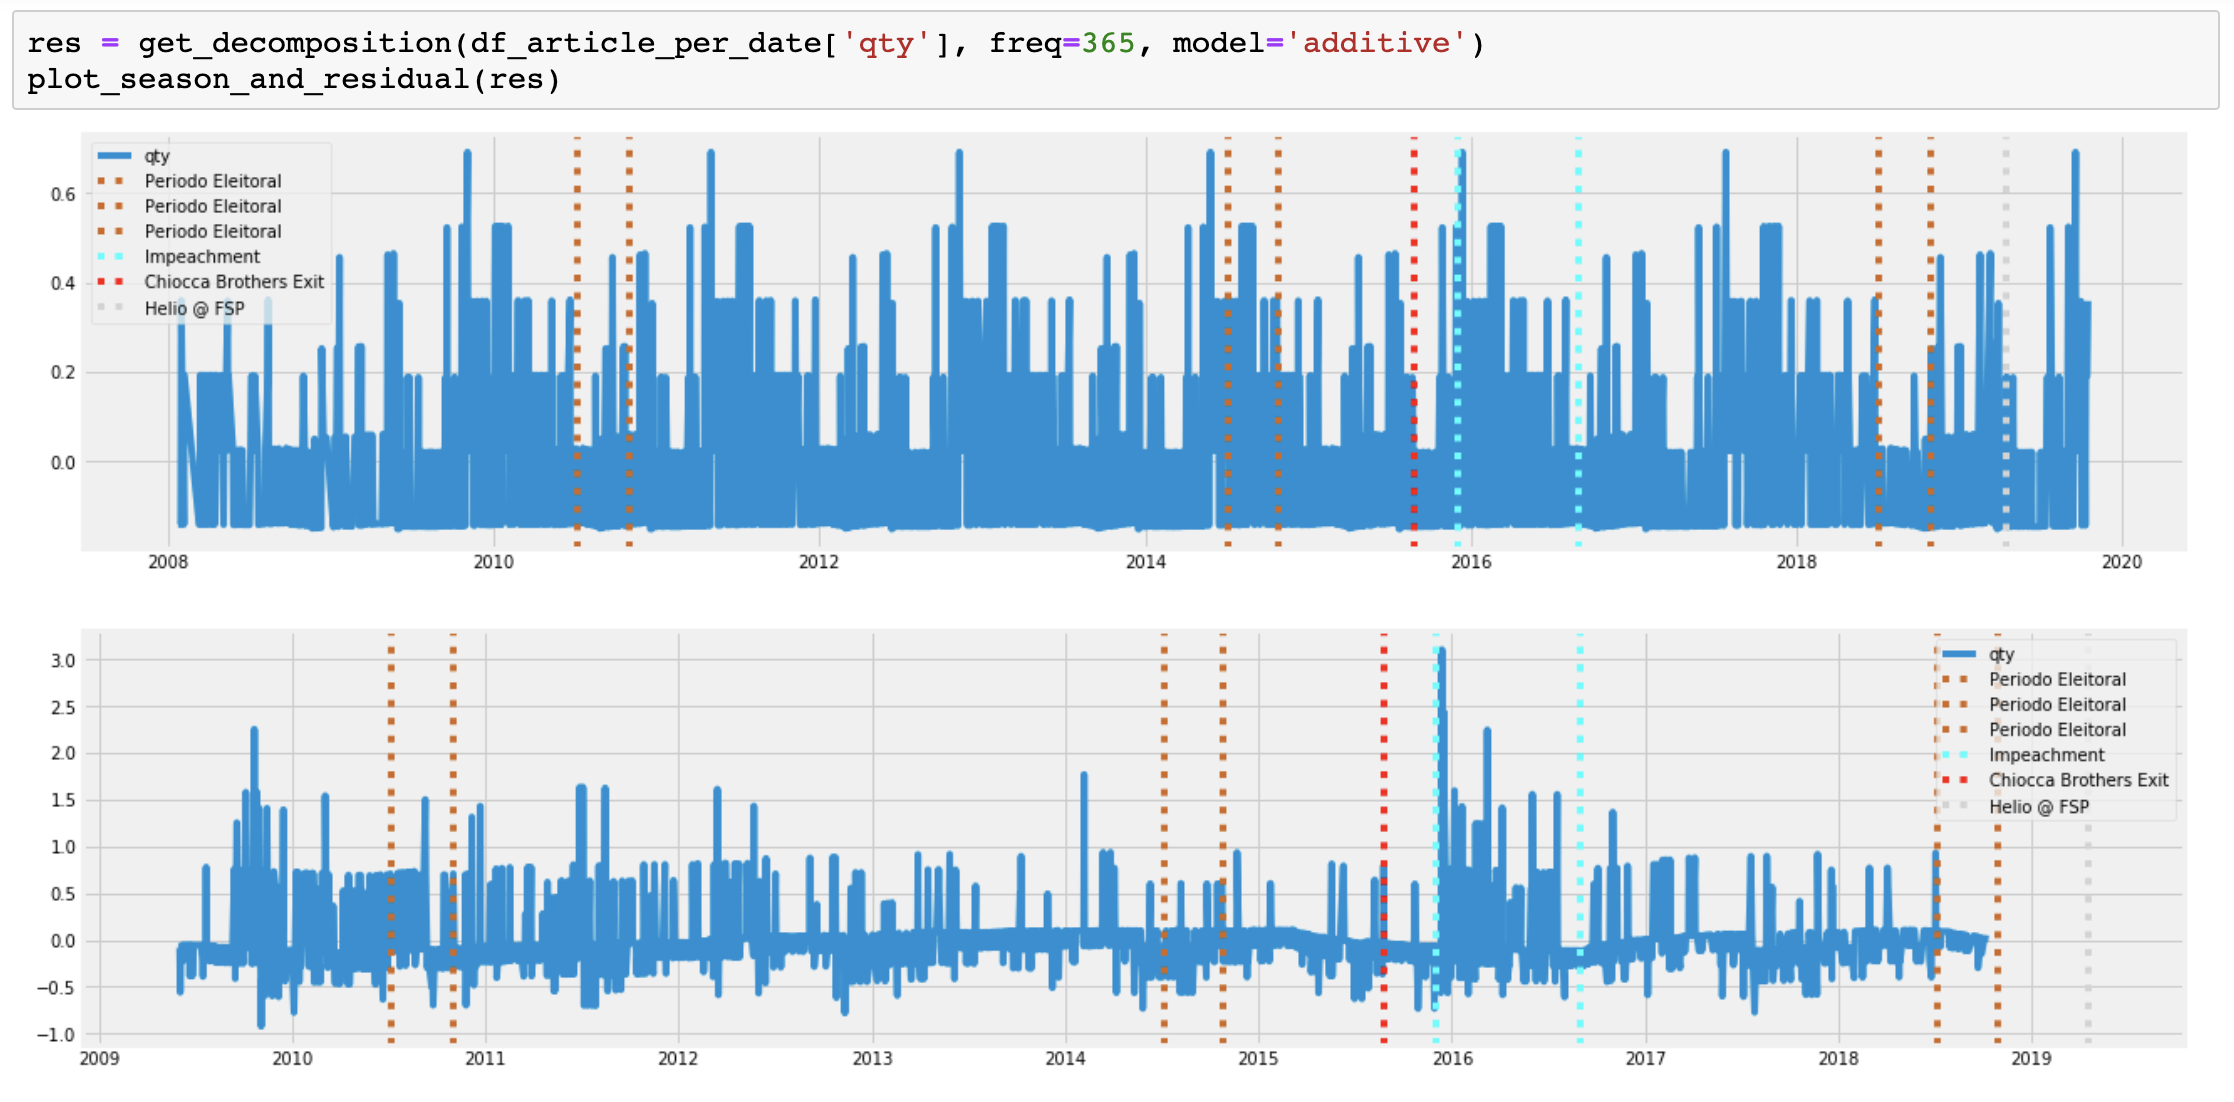 res = get_decomposition(df_article_per_date['qty'], freq=365, model='additive')
plot_season_and_residual(res)
qty
Periodo Eleitoral
Periodo Eleitoral
Periodo Eleitoral
Impeachment
Chiocca Brothers Exit
Helio @ FSP
0.6
0.4
0.2
0.0
2008 2010 2012 2014 2016 2018 2020
qty
Periodo Eleitoral
Periodo Eleitoral
Periodo Eleitoral
Impeachment
Chiocca Brothers Exit
Helio @ FSP
3.0
2.5
2.0
1.5
1.0
0.5
0.0
−0.5
−1.0
2009 2010 2011 2012 2013 2014 2015 2016 2017 2018 2019